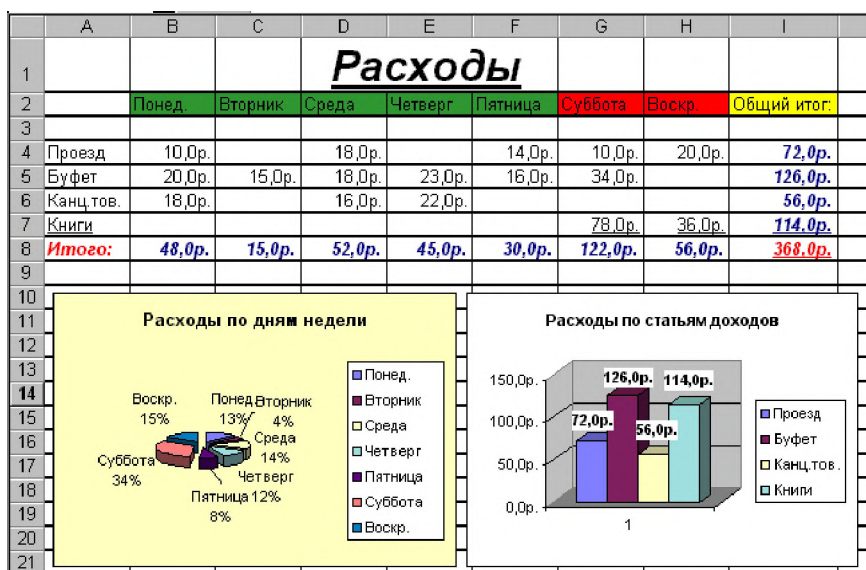 A B C D E F G H I
1 Расходы
2 Понед. Вторник Среда Четверг Пятница Суббота Воскр. Общий итог:
3
4 Проезд 10,0р. 18,0р. 14,0р. 10,0р. 20,0р. 72,0р.
5 Буфет 20,0р. 15,0р. 18,0р. 23,0р. 16,0р. 34,0р. 126,0р.
6 Канц.тов. 18,0р. 16,0р. 22,0р. 56,0р.
7 Книги 78,0р. 36,0р. 114,0р.
8 Итого: 48,0р. 15,0р. 52,0р. 45,0р. 30,0р. 122,0р. 56,0р. 368,0р.
9
10
11
12
13
14
15
16
17
18
19
20
21
Расходы по дням недели
Воскр.
15%
Понед.
13%
Вторник
4%
Среда
14%
Четверг
12%
Пятница
8%
Суббота
34%
Понед.
Вторник
Среда
Четверг
Пятница
Суббота
Воскр.
Расходы по статьям доходов
150,0р.
100,0р.
50,0р.
0,0р.
72,0р.
126,0р.
56,0р.
114,0р.
1
Проезд
Буфет
Канц.тов.
Книги